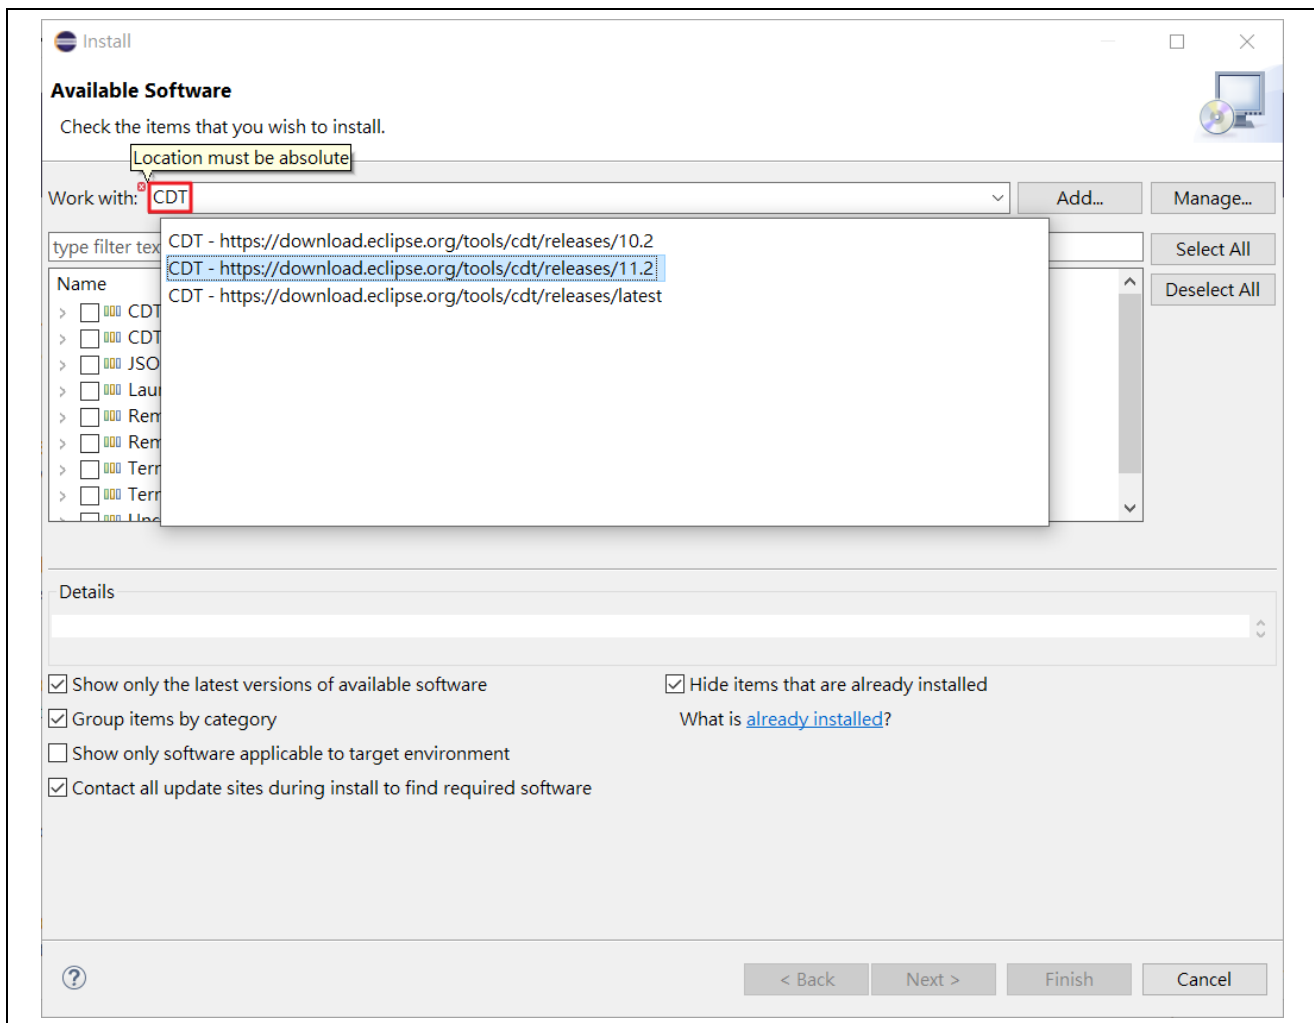 Install
Available Software
Check the items that you wish to install.
Location must be absolute
Work with: CDT
Add...
Manage...
type filter tex
CDT - https://download.eclipse.org/tools/cdt/releases/10.2
CDT - https://download.eclipse.org/tools/cdt/releases/11.2
CDT - https://download.eclipse.org/tools/cdt/releases/latest
Select All
Deselect All
Name
CDT
CDT
JSO
Laun
Rem
Rem
Terr
Terr
Details
Show only the latest versions of available software
Hide items that are already installed
Group items by category
What is already installed?
Show only software applicable to target environment
Contact all update sites during install to find required software
?
< Back
Next >
Finish
Cancel